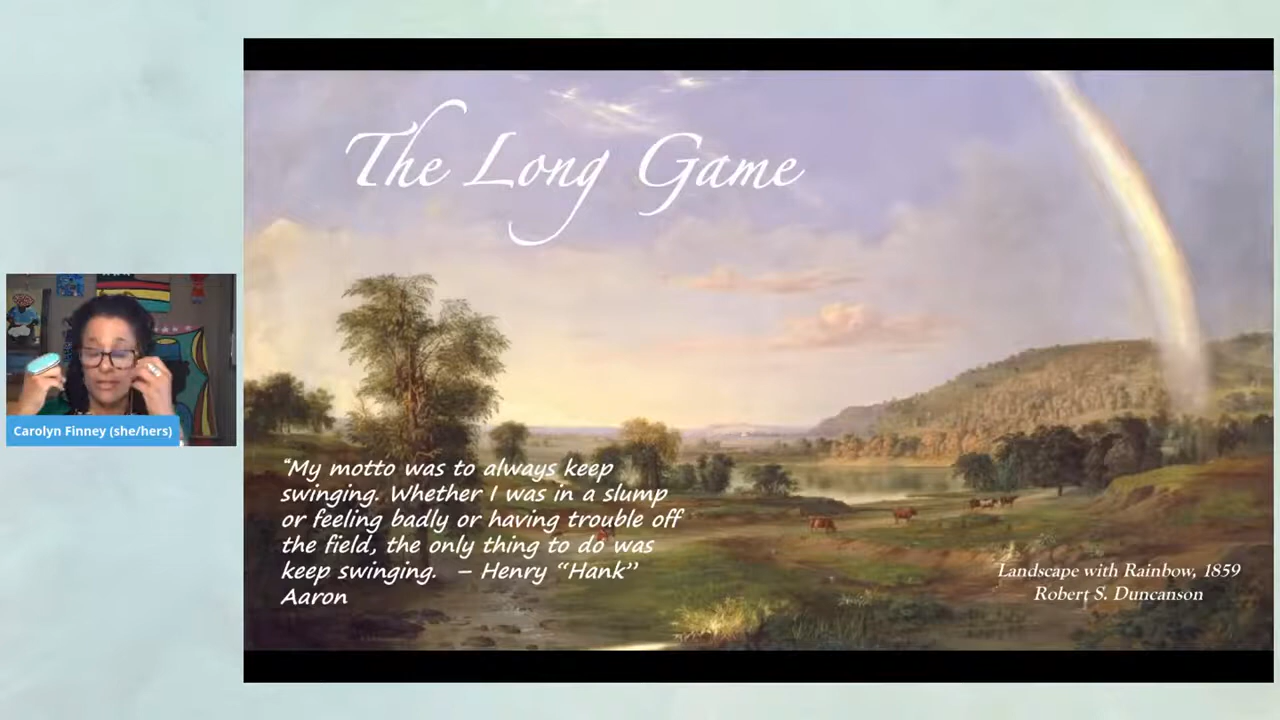 The Long Game
“My motto was to always keep
swinging. Whether I was in a slump
or feeling badly or having trouble off
the field, the only thing to do was
keep swinging.   – Henry “Hank”
Aaron
Landscape with Rainbow, 1859
Robert S. Duncanson
Carolyn Finney (she/hers)